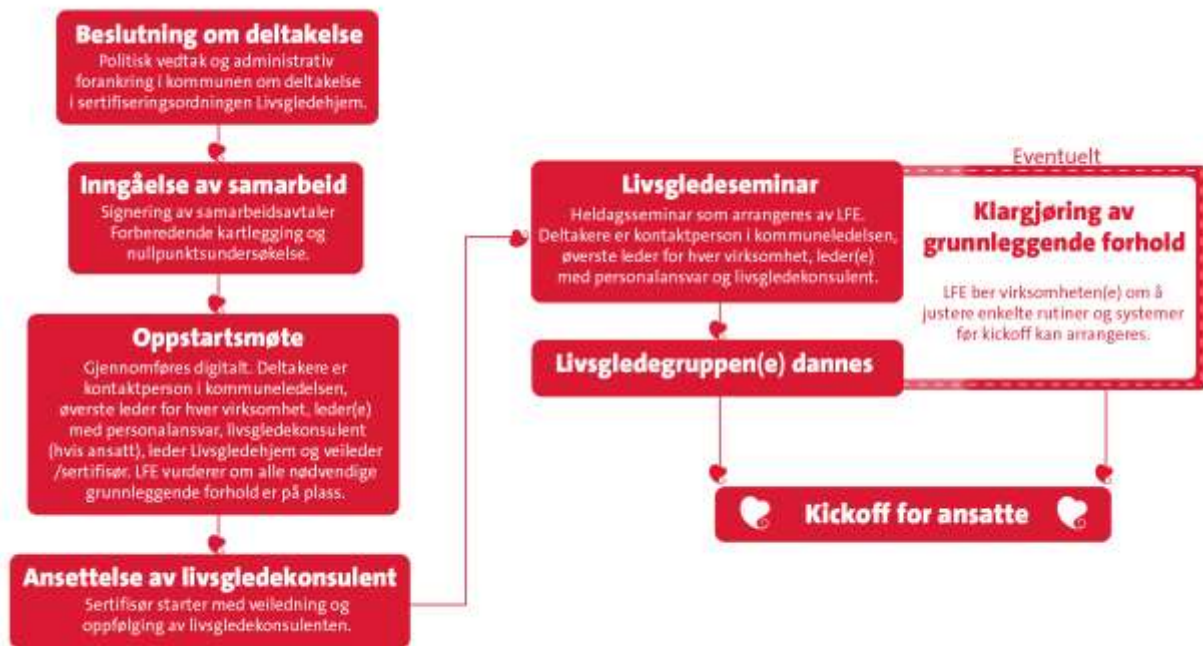 Beslutning om deltakelse
Politisk vedtak og administrativ
forankring i kommunen om deltakelse
i sertifiseringsordningen Livsgledehjem.
Inngåelse av samarbeid
Signering av samarbeidsavtaler
Forberedende kartlegging og
nullpunktsundersøkelse.
Oppstartsmøte
Gjennomføres digitalt. Deltakere er
kontaktperson i kommuneledelsen,
øverste leder for hver virksomhet, leder(e)
med personalansvar, livsgledekonsulent
(hvis ansatt), leder Livsgledehjem og veileder
/sertifisør. LFE vurderer om alle nødvendige
grunnleggende forhold er på plass.
Ansettelse av livsgledekonsulent
Sertifisør starter med veiledning og
oppfølging av livsgledekonsulenten.
Livsgledeseminar
Heldagsseminar som arrangeres av LFE.
Deltakere er kontaktperson i kommuneledelsen,
øverste leder for hver virksomhet, leder(e)
med personalansvar og livsgledekonsulent.
Livsgledegruppen(e) dannes
Eventuelt
Klargjøring av
grunnleggende forhold
LFE ber virksomheten(e) om å
justere enkelte rutiner og systemer
før kickoff kan arrangeres.
Kickoff for ansatte